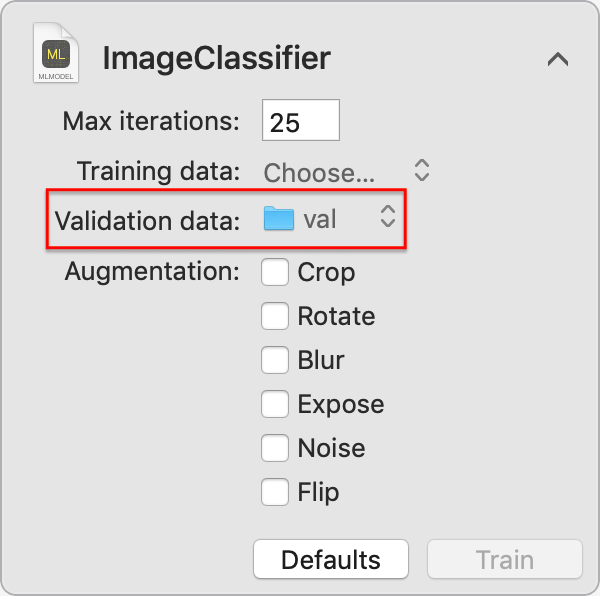 ML
MLMODEL
ImageClassifier
Max iterations: 25
Training data: Choose...
Validation data: val
Augmentation: Crop
Rotate
Blur
Expose
Noise
Flip
Defaults Train